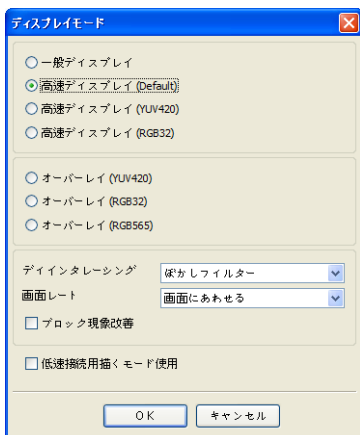 ディスプレイモード
一般ディスプレイ
高速ディスプレイ (Default)
高速ディスプレイ (YUV420)
高速ディスプレイ (RGB32)
オーバーレイ (YUV420)
オーバーレイ (RGB32)
オーバーレイ (RGB565)
ディインタレーシング ぼかしフィルター
画面レート 画面にあわせる
ブロック現象改善
低速接続用描くモード使用
OK キャンセル